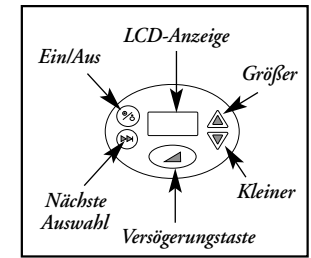 LCD-Anzeige
Ein/Aus
Größer
Nächste
Auswahl
Kleiner
Versögerungstaste